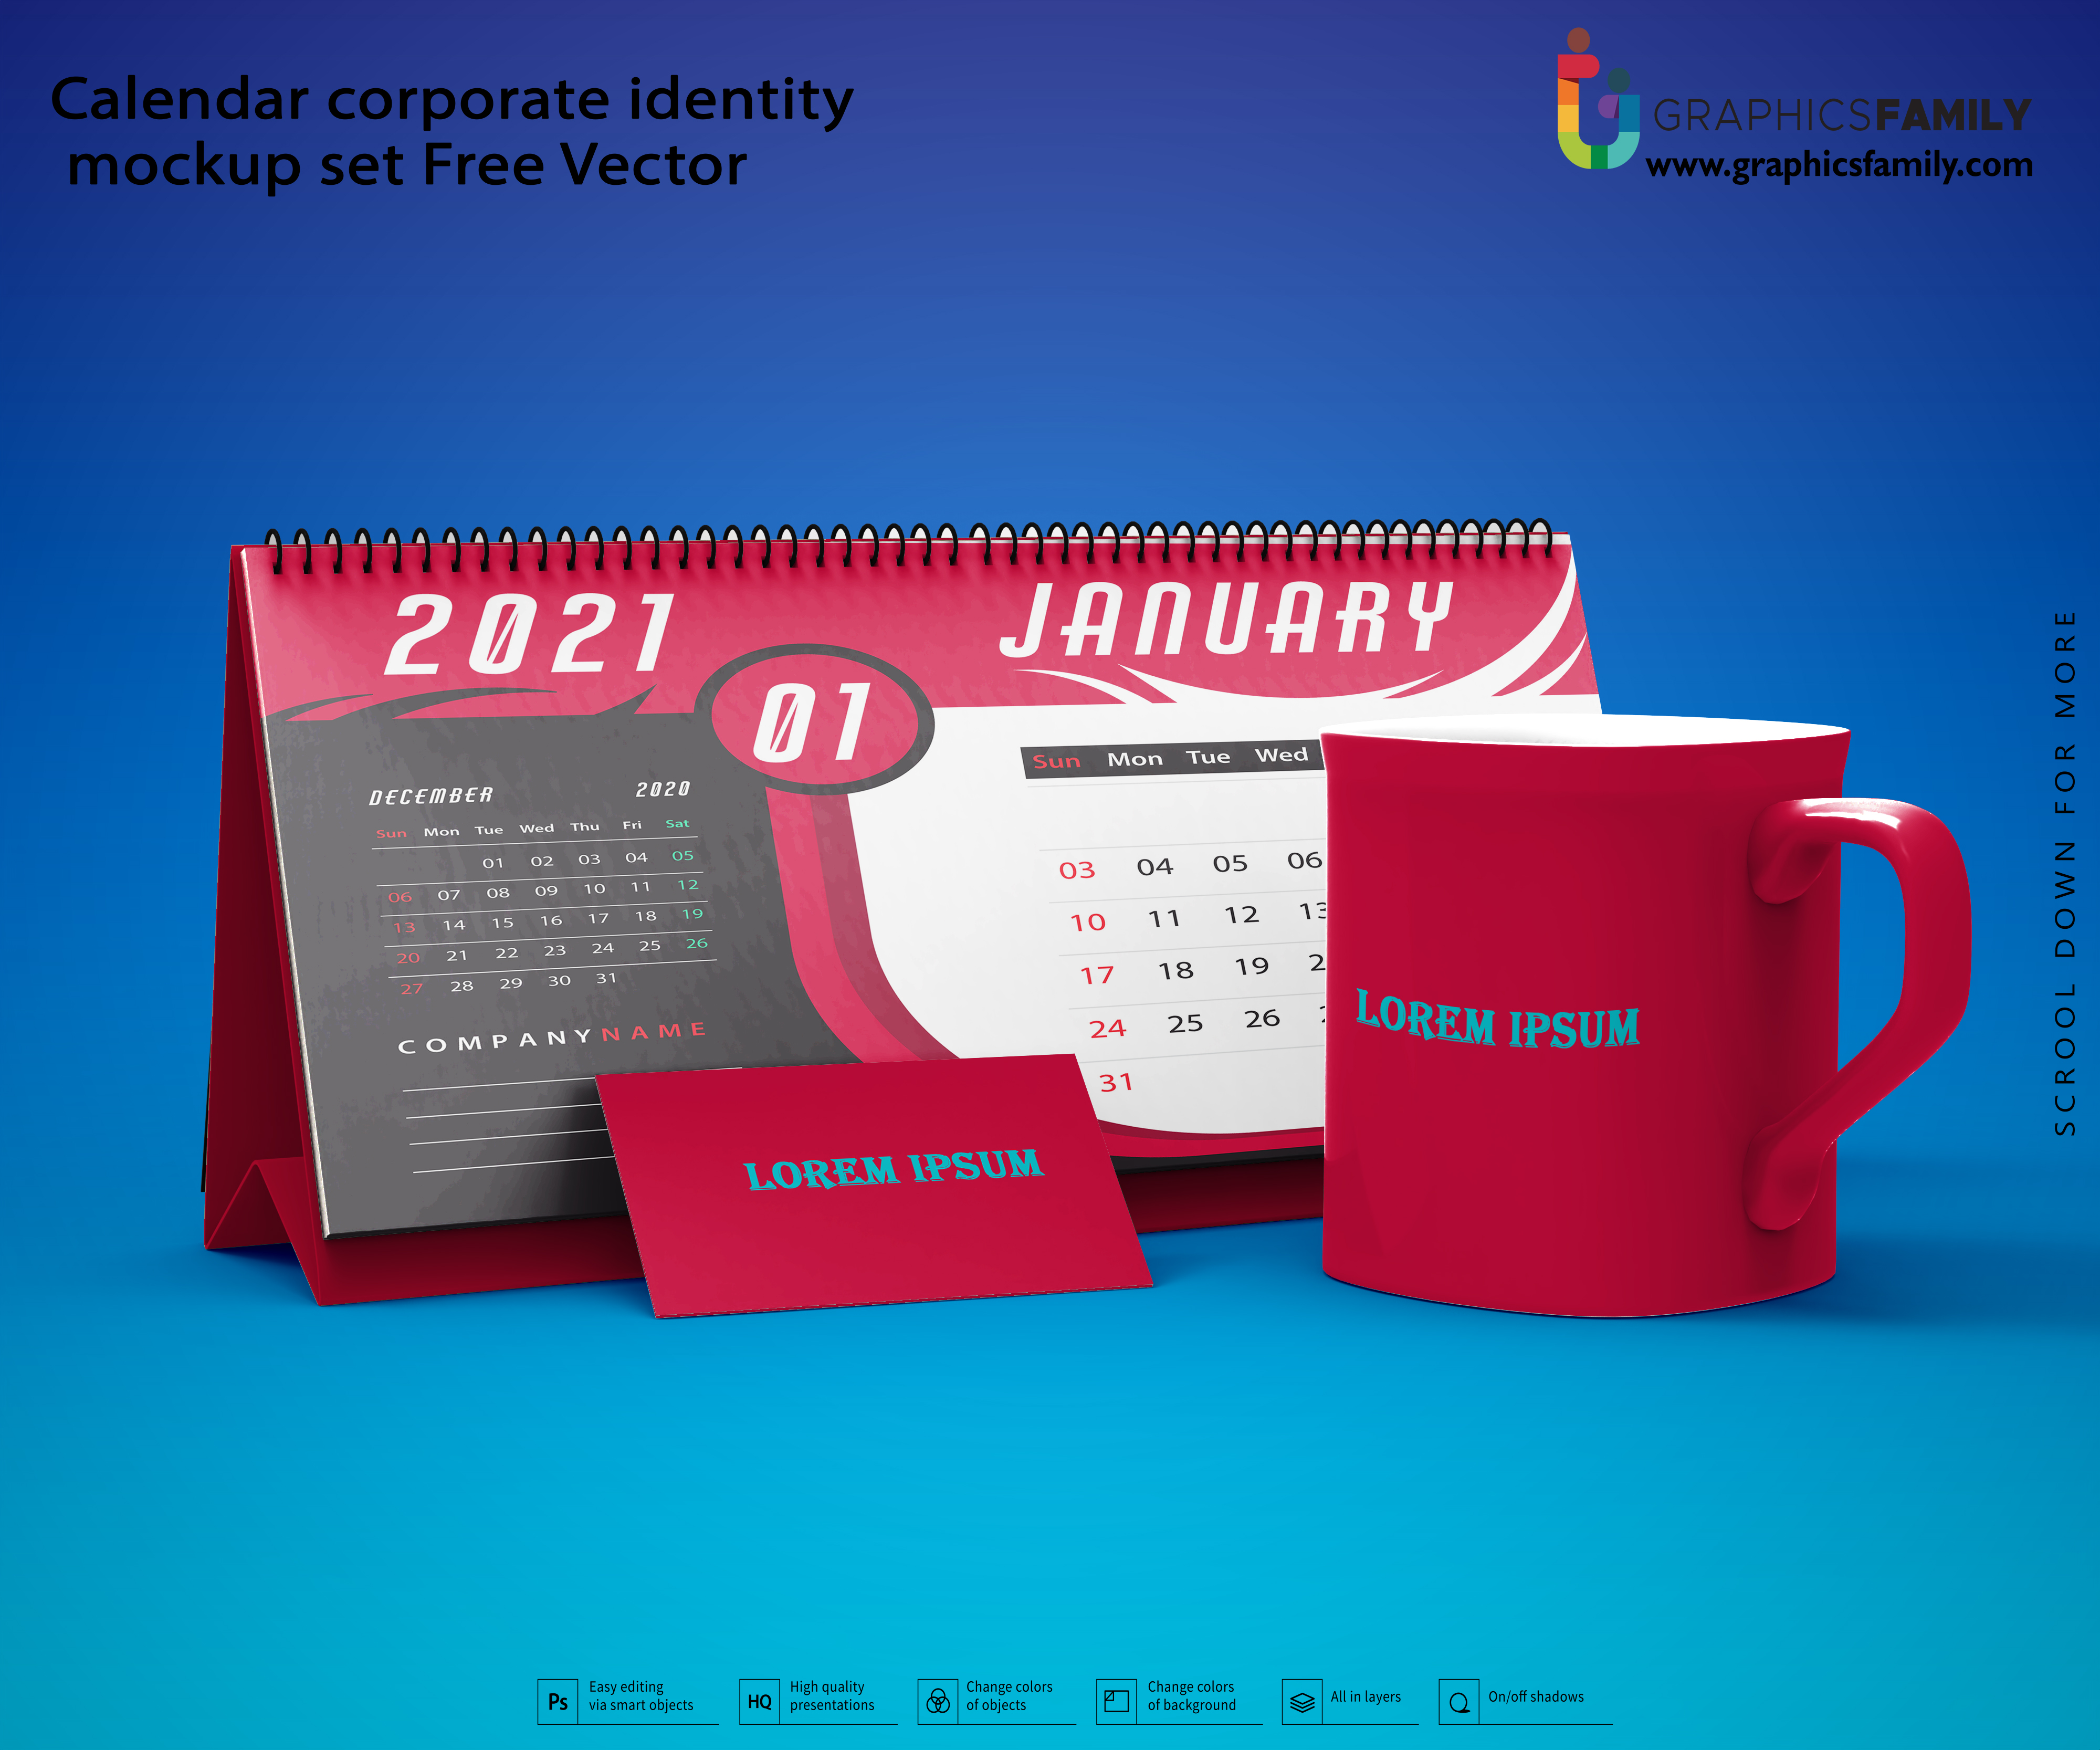 Calendar corporate identity
mockup set Free Vector
GRAPHICSFAMILY
www.graphicsfamily.com
SCROOL DOWN FOR MORE
2021
JANUARY
01
DECEMBER 2020
Sun Mon Tue Wed Thu Fri Sat
01 02 03 04 05
06 07 08 09 10 11 12
13 14 15 16 17 18 19
20 21 22 23 24 25 26
27 28 29 30 31
COMPANYNAME
Sun Mon Tue Wed
03 04 05 06
10 11 12 13
17 18 19
24 25 26
31
LOREM IPSUM
LOREM IPSUM
Ps
Easy editing
via smart objects
HQ
High quality
presentations
Change colors
of objects
Change colors
of background
All in layers
On/off shadows